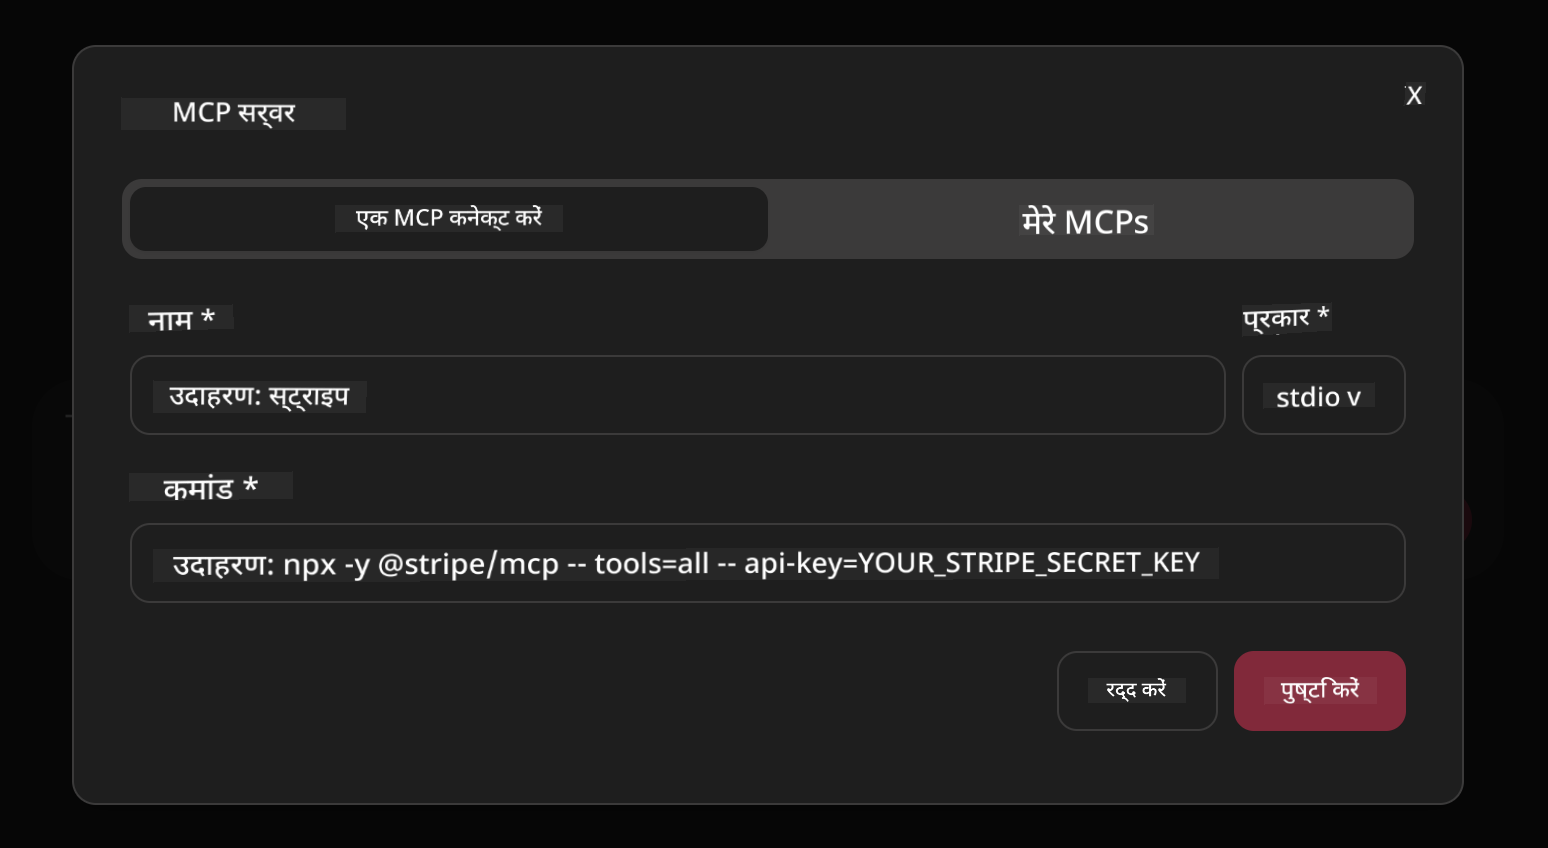 MCP सर्वर
X
एक MCP कनेक्ट करें
मेरे MCPs
नाम *
प्रकार *
उदाहरण: स्ट्राइप
stdio v
कमांड *
उदाहरण: npx -y @stripe/mcp -- tools=all -- api-key=YOUR_STRIPE_SECRET_KEY
रद्द करें
पुष्टि करें